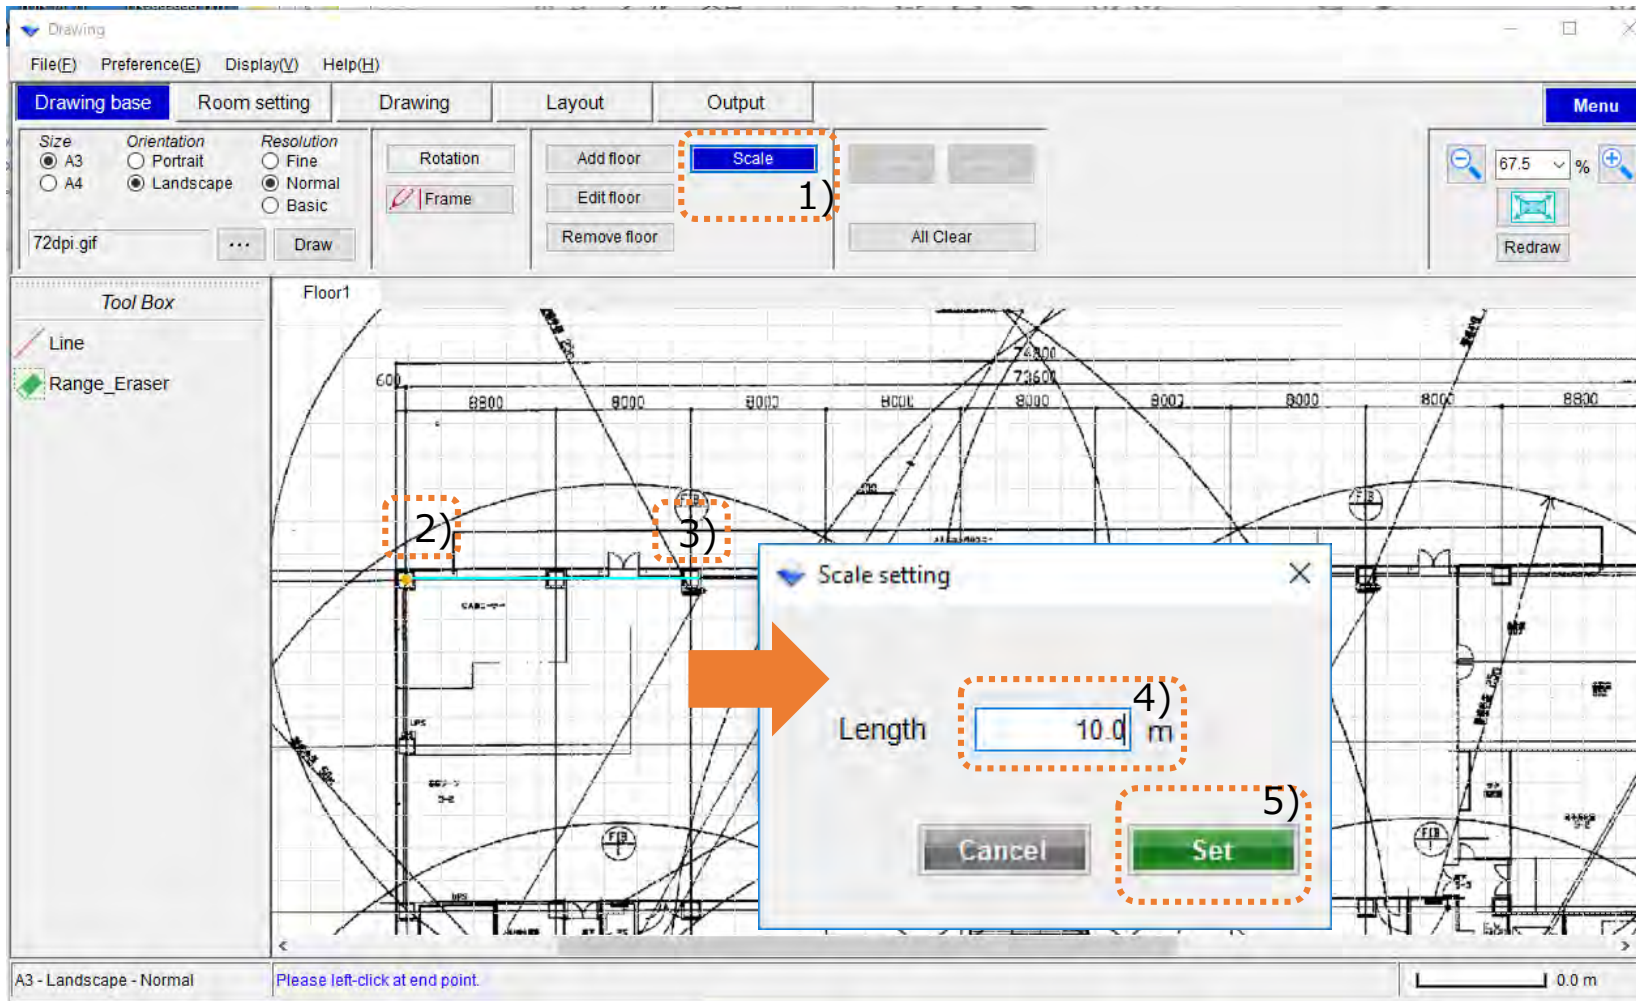 Drawing
File(F) Preference(E) Display(V) Help(H)
Drawing base Room setting Drawing Layout Output Menu
Size Orientation Resolution
A3 Portrait Fine
A4 Landscape Normal
Basic
72dpi.gif ... Draw
Rotation
Frame
Add floor Scale
1)
Edit floor
Remove floor
All Clear
67.5 %
Redraw
Tool Box
Line
Range_Eraser
Floor1
74800
600 73600
8800 8000 8000 8000 8000 8000 8000 8000 8800
2) 3)
Scale setting
4)
Length 10.0 m
5)
Cancel Set
A3 - Landscape - Normal Please left-click at end point. 0.0 m